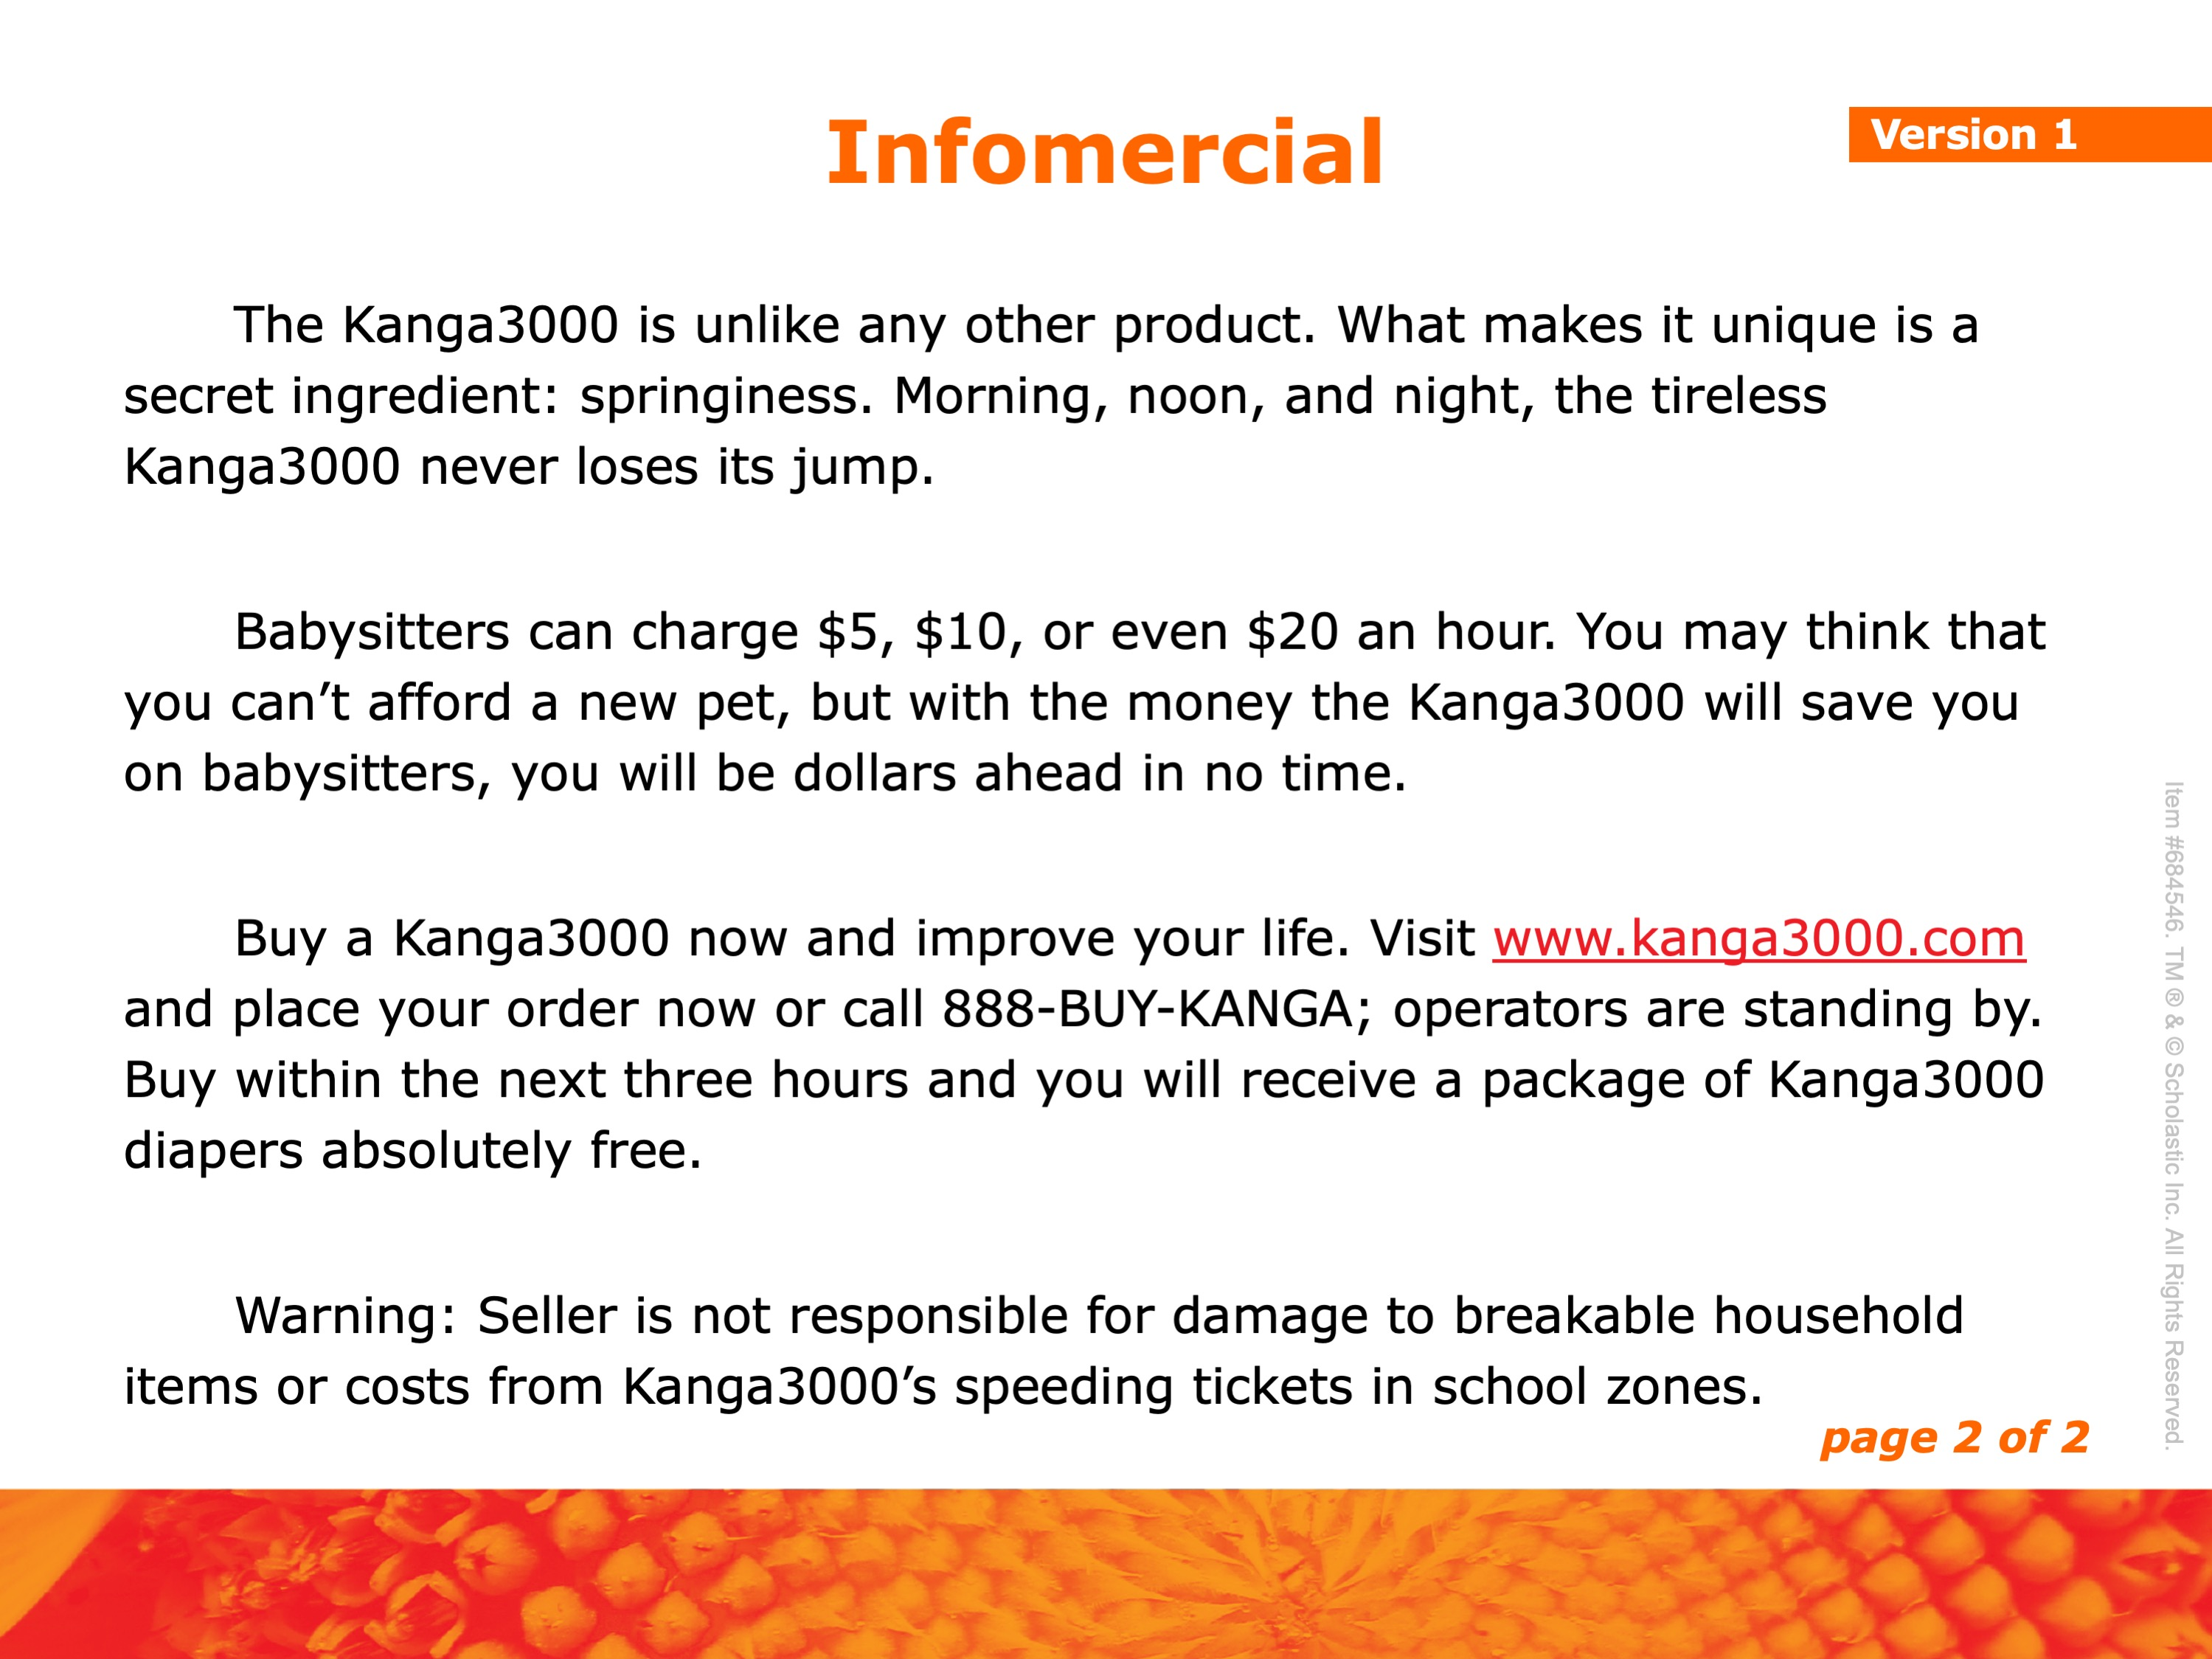 Infomercial
Version 1
The Kanga3000 is unlike any other product. What makes it unique is a
secret ingredient: springiness. Morning, noon, and night, the tireless
Kanga3000 never loses its jump.
Babysitters can charge $5, $10, or even $20 an hour. You may think that
you can’t afford a new pet, but with the money the Kanga3000 will save you
on babysitters, you will be dollars ahead in no time.
Buy a Kanga3000 now and improve your life. Visit www.kanga3000.com
and place your order now or call 888-BUY-KANGA; operators are standing by.
Buy within the next three hours and you will receive a package of Kanga3000
diapers absolutely free.
Warning: Seller is not responsible for damage to breakable household
items or costs from Kanga3000’s speeding tickets in school zones.
page 2 of 2
Item #684546. TM ® & © Scholastic Inc. All Rights Reserved.